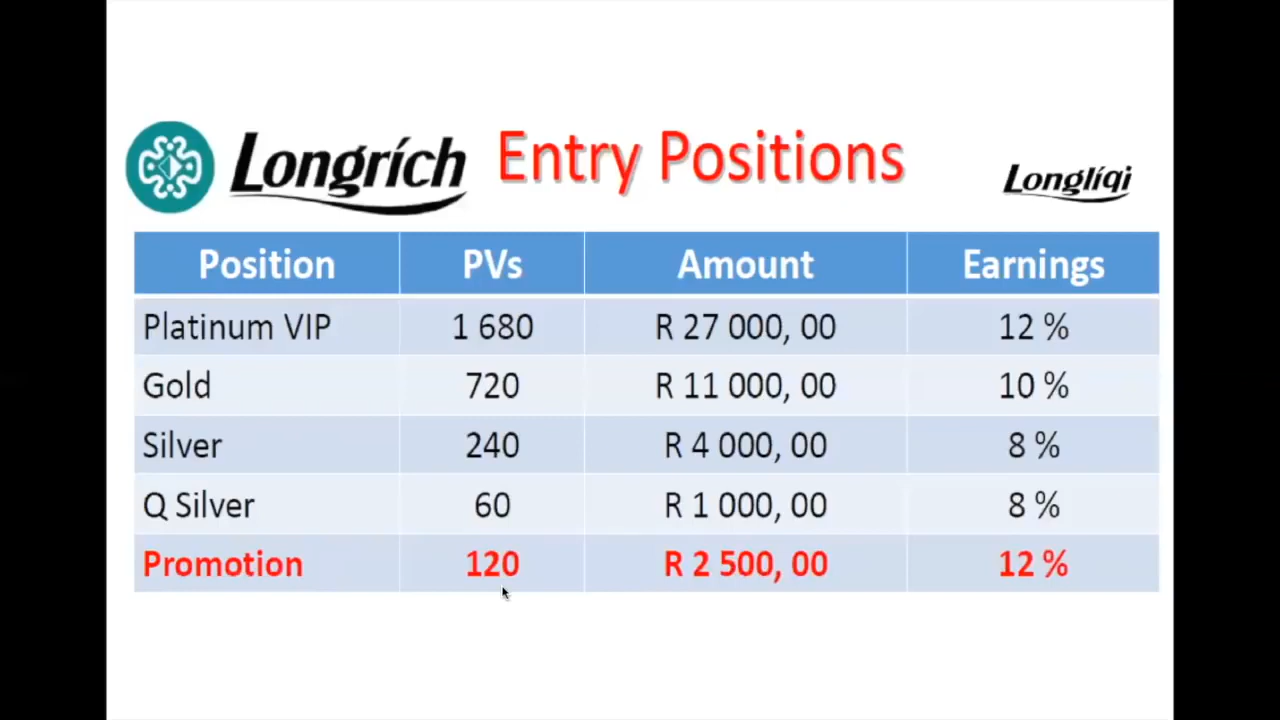 Longrích Entry Positions Longlíqi
Position PVs Amount Earnings
Platinum VIP 1 680 R 27 000, 00 12 %
Gold 720 R 11 000, 00 10 %
Silver 240 R 4 000, 00 8 %
Q Silver 60 R 1 000, 00 8 %
Promotion 120 R 2 500, 00 12 %